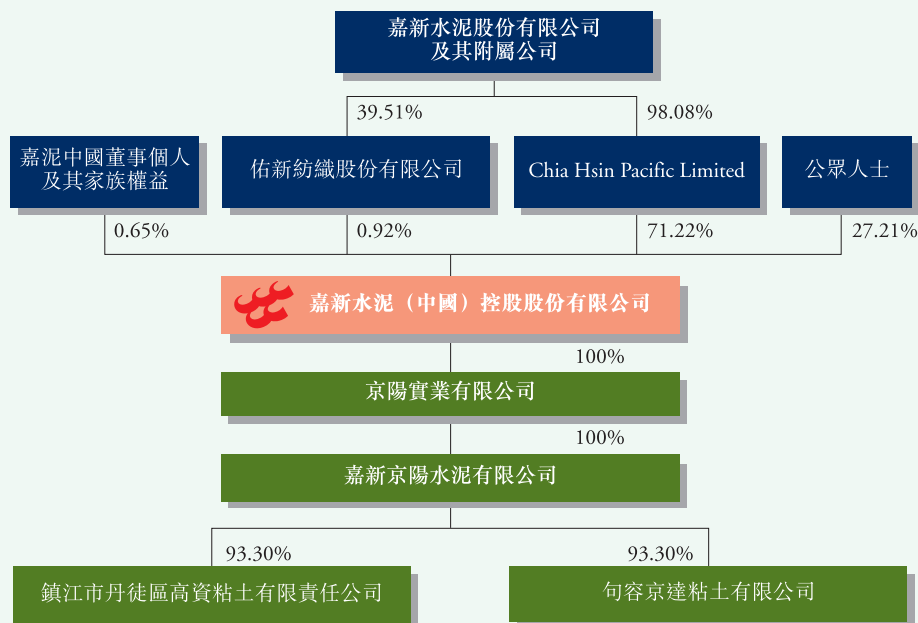 嘉新水泥股份有限公司
及其附屬公司
39.51%
98.08%
嘉泥中國董事個人
及其家族權益
佑新紡織股份有限公司
Chia Hsin Pacific Limited
公眾人士
0.65%
0.92%
71.22%
27.21%
嘉新水泥（中國）控股股份有限公司
100%
京陽實業有限公司
100%
嘉新京陽水泥有限公司
93.30%
93.30%
鎮江市丹徒區高資粘土有限責任公司
句容京達粘土有限公司